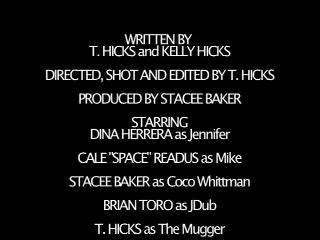 WRITTEN BY
T. HICKS and KELLY HICKS
DIRECTED, SHOT AND EDITED BY T. HICKS
PRODUCED BY STACEE BAKER
STARRING
DINA HERRERA as Jennifer
CALE "SPACE" READUS as Mike
STACEE BAKER as Coco Whittman
BRIAN TORO as JDub
T. HICKS as The Mugger